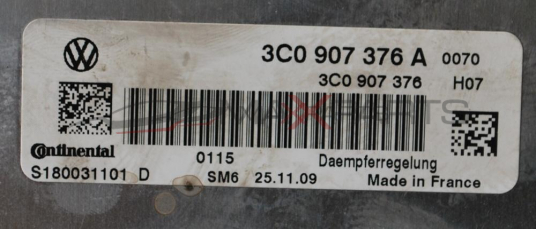 3C0 907 376 A 0070
3C0 907 376 H07
MAXPARTS
Continental
0115 Daempferregelung
S180031101 D SM6 25.11.09 Made in France